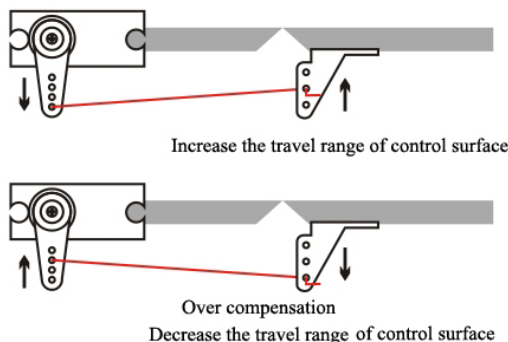 Increase the travel range of control surface
Over compensation
Decrease the travel range of control surface